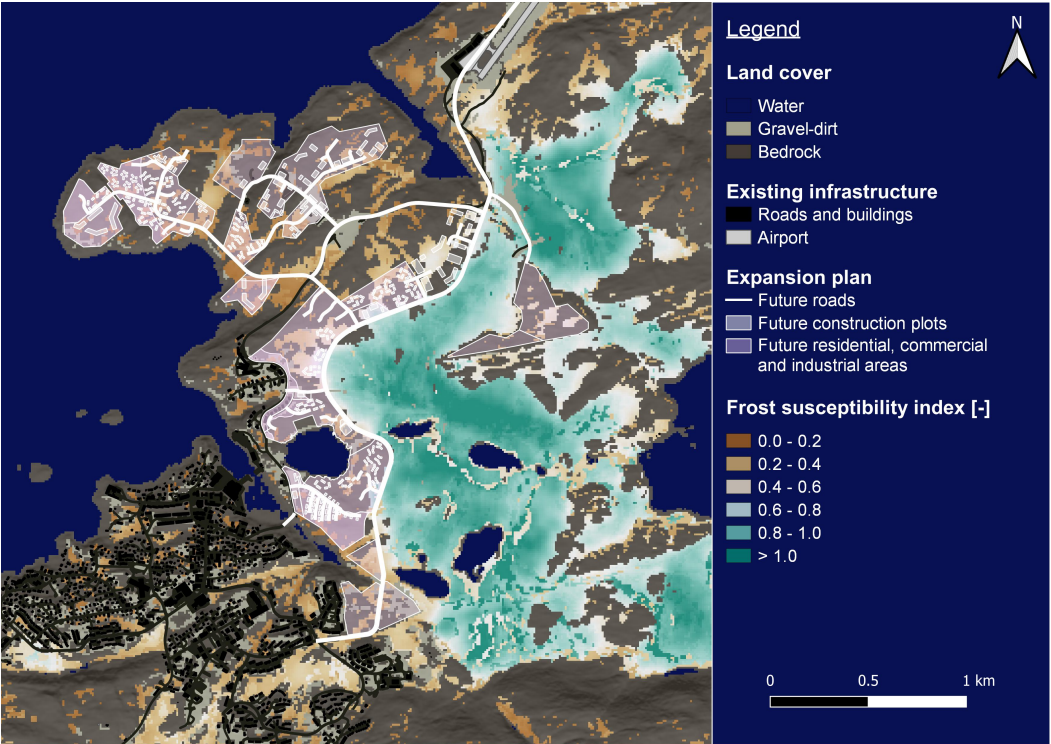 Legend
N
Land cover
Water
Gravel-dirt
Bedrock
Existing infrastructure
Roads and buildings
Airport
Expansion plan
Future roads
Future construction plots
Future residential, commercial
and industrial areas
Frost susceptibility index [-]
0.0 - 0.2
0.2 - 0.4
0.4 - 0.6
0.6 - 0.8
0.8 - 1.0
> 1.0
0 0.5 1 km